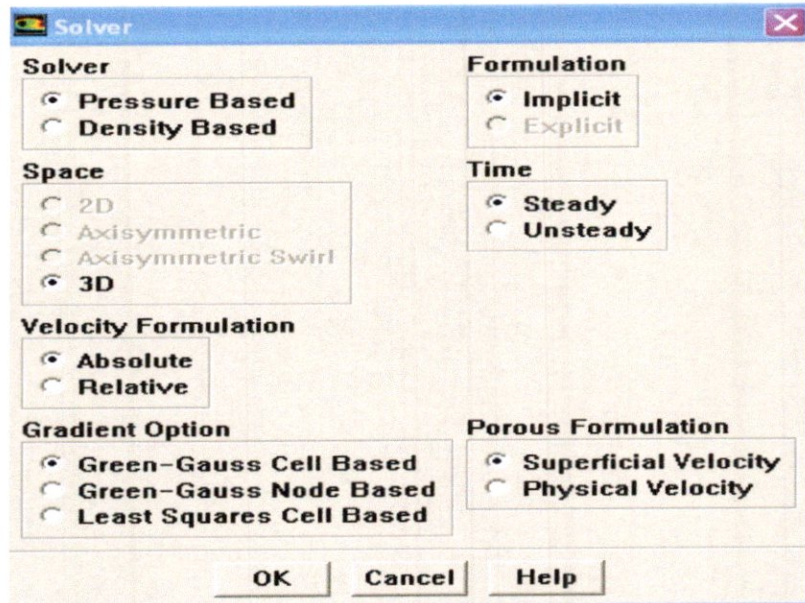 Solver
Solver
Pressure Based
Density Based
Formulation
Implicit
Explicit
Space
2D
Axisymmetric
Axisymmetric Swirl
3D
Time
Steady
Unsteady
Velocity Formulation
Absolute
Relative
Gradient Option
Green-Gauss Cell Based
Green-Gauss Node Based
Least Squares Cell Based
Porous Formulation
Superficial Velocity
Physical Velocity
OK Cancel Help